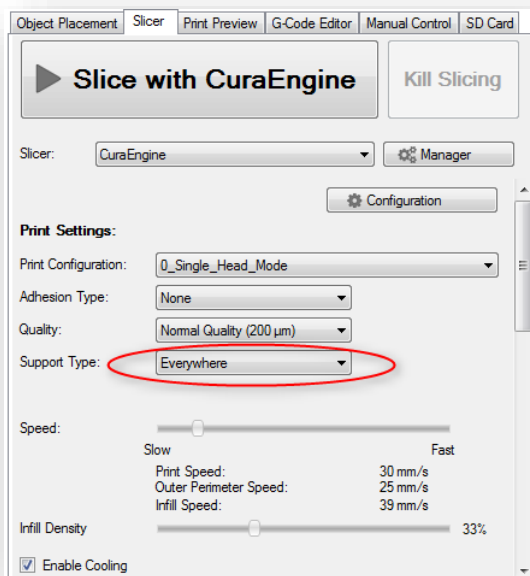 Object Placement Slicer Print Preview G-Code Editor Manual Control SD Card
Slice with CuraEngine Kill Slicing
Slicer: CuraEngine Manager
Configuration
Print Settings:
Print Configuration: 0_Single_Head_Mode
Adhesion Type: None
Quality: Normal Quality (200 µm)
Support Type: Everywhere
Speed:
Slow Fast
Print Speed: 30 mm/s
Outer Perimeter Speed: 25 mm/s
Infill Speed: 39 mm/s
Infill Density 33%
Enable Cooling